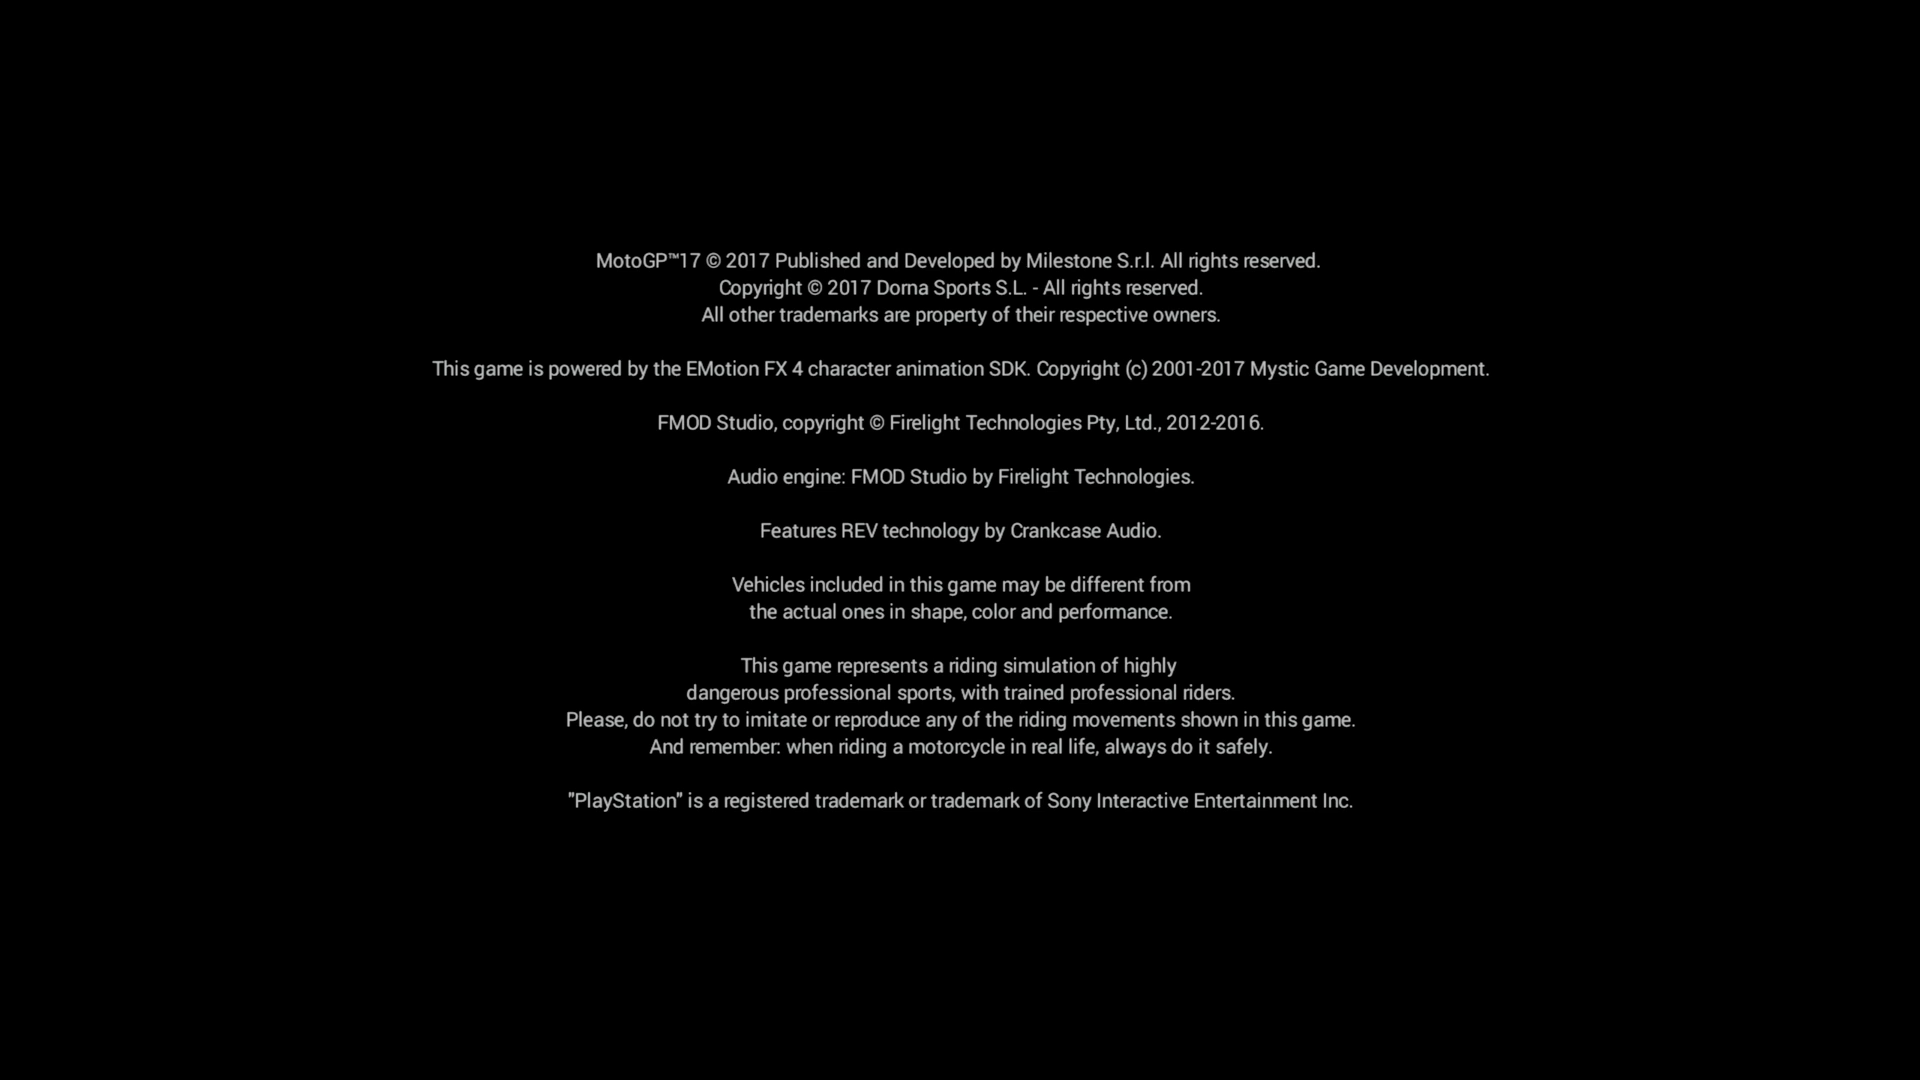 MotoGP™17 © 2017 Published and Developed by Milestone S.r.l. All rights reserved.
Copyright © 2017 Dorna Sports S.L. - All rights reserved.
All other trademarks are property of their respective owners.
This game is powered by the EMotion FX 4 character animation SDK. Copyright (c) 2001-2017 Mystic Game Development.
FMOD Studio, copyright © Firelight Technologies Pty, Ltd., 2012-2016.
Audio engine: FMOD Studio by Firelight Technologies.
Features REV technology by Crankcase Audio.
Vehicles included in this game may be different from
the actual ones in shape, color and performance.
This game represents a riding simulation of highly
dangerous professional sports, with trained professional riders.
Please, do not try to imitate or reproduce any of the riding movements shown in this game.
And remember: when riding a motorcycle in real life, always do it safely.
"PlayStation" is a registered trademark or trademark of Sony Interactive Entertainment Inc.